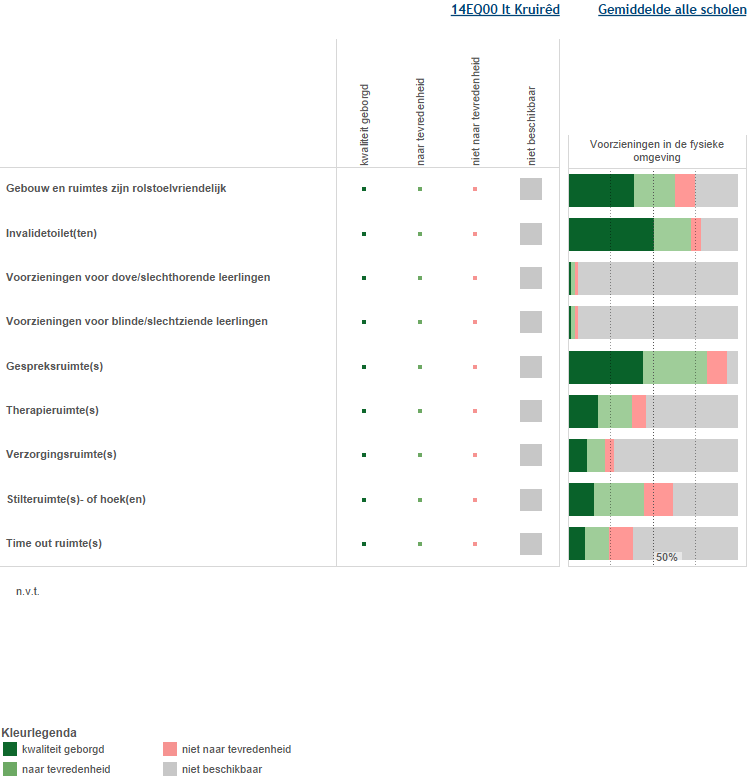 14EQ00 It Kruirêd
Gemiddelde alle scholen
kwaliteit geborgd
naar tevredenheid
niet naar tevredenheid
niet beschikbaar
Voorzieningen in de fysieke
omgeving
Gebouw en ruimtes zijn rolstoelvriendelijk
Invalidetoilet(ten)
Voorzieningen voor dove/slechthorende leerlingen
Voorzieningen voor blinde/slechtziende leerlingen
Gespreksruimte(s)
Therapieruimte(s)
Verzorgingsruimte(s)
Stilteruimte(s)- of hoek(en)
Time out ruimte(s)
50%
n.v.t.
Kleurlegenda
kwaliteit geborgd
niet naar tevredenheid
naar tevredenheid
niet beschikbaar